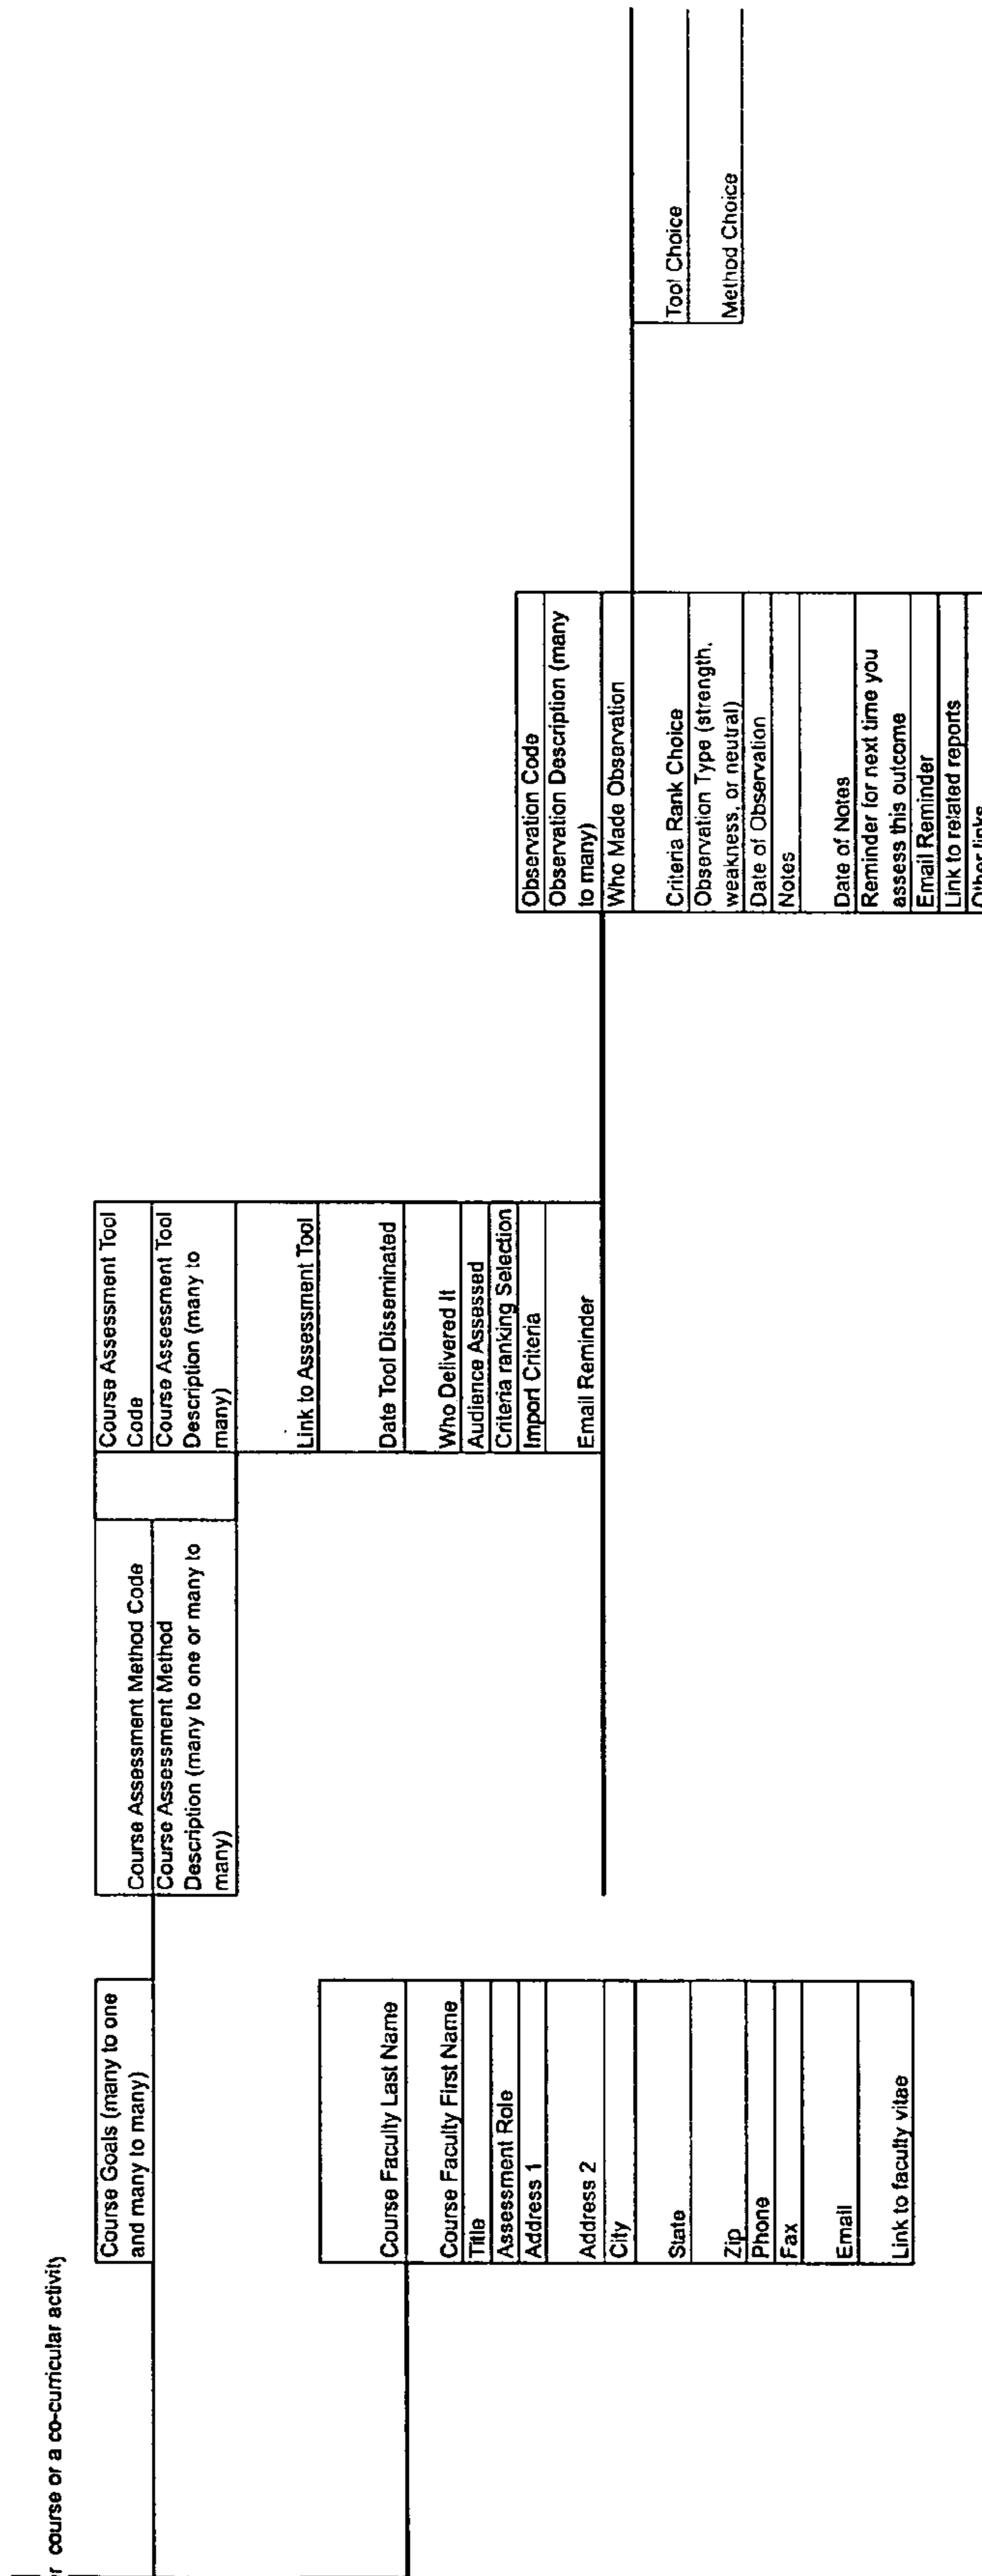 course or a co-curricular activity
Course Goals (many to one
and many to many)
Course Faculty Last Name
Course Faculty First Name
Title
Assessment Role
Address 1
Address 2
City
State
Zip
Phone
Fax
Email
Link to faculty vitae
Course Assessment Method Code
Course Assessment Method
Description (many to one or many to
many)
Course Assessment Tool
Code
Course Assessment Tool
Description (many to
many)
Link to Assessment Tool
Date Tool Disseminated
Who Delivered It
Audience Assessed
Criteria ranking Selection
Import Criteria
Email Reminder
Observation Code
Observation Description (many
to many)
Who Made Observation
Criteria Rank Choice
Observation Type (strength,
weakness, or neutral)
Date of Observation
Notes
Date of Notes
Reminder for next time you
assess this outcome
Email Reminder
Link to related reports
Other links
Tool Choice
Method Choice